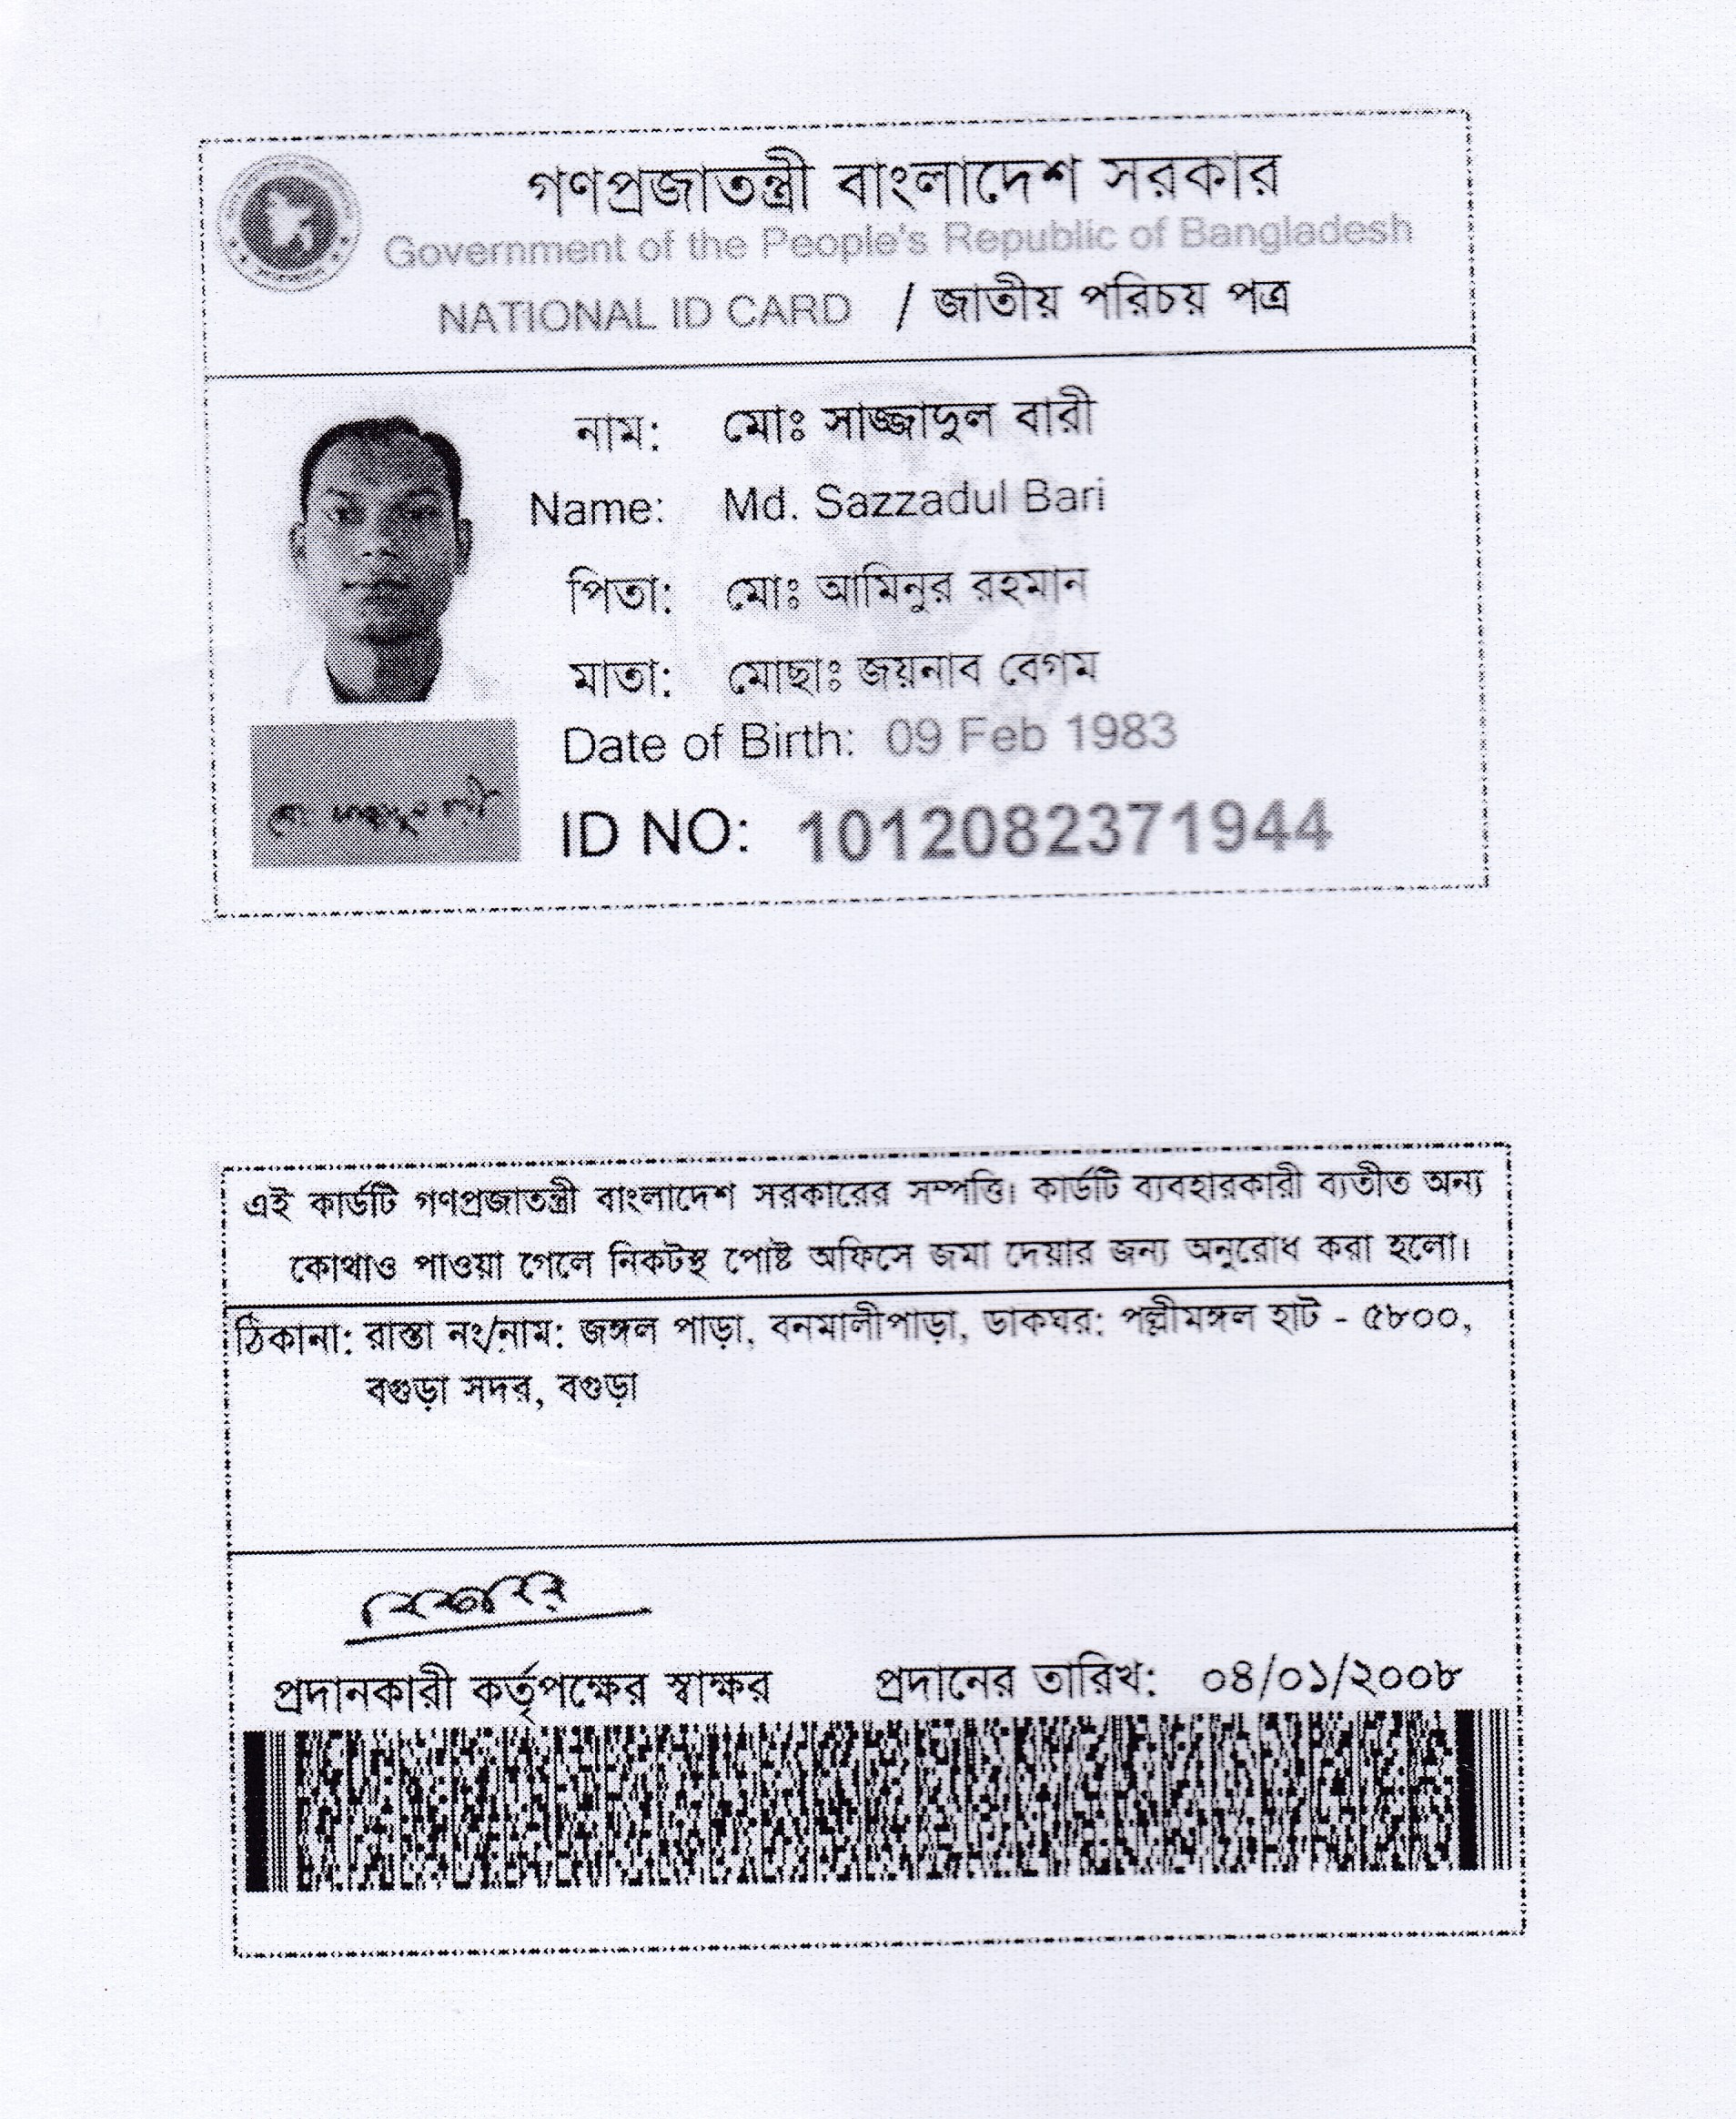 গণপ্রজাতন্ত্রী বাংলাদেশ সরকার
Government of the People's Republic of Bangladesh
NATIONAL ID CARD / জাতীয় পরিচয় পত্র
নাম: মোঃ সাজ্জাদুল বারী
Name: Md. Sazzadul Bari
পিতা: মোঃ আমিনুর রহমান
মাতা: মোছাঃ জয়নাব বেগম
Date of Birth: 09 Feb 1983
ID NO: 1012082371944
এই কার্ডটি গণপ্রজাতন্ত্রী বাংলাদেশ সরকারের সম্পত্তি। কার্ডটি ব্যবহারকারী ব্যতীত অন্য
কোথাও পাওয়া গেলে নিকটস্থ পোষ্ট অফিসে জমা দেয়ার জন্য অনুরোধ করা হলো।
ঠিকানা: রাস্তা নং/নাম: জঙ্গল পাড়া, বনমালীপাড়া, ডাকঘর: পল্লীমঙ্গল হাট - ৫৮০০,
বগুড়া সদর, বগুড়া
প্রদানকারী কর্তৃপক্ষের স্বাক্ষর প্রদানের তারিখ: ০৪/০১/২০০৮